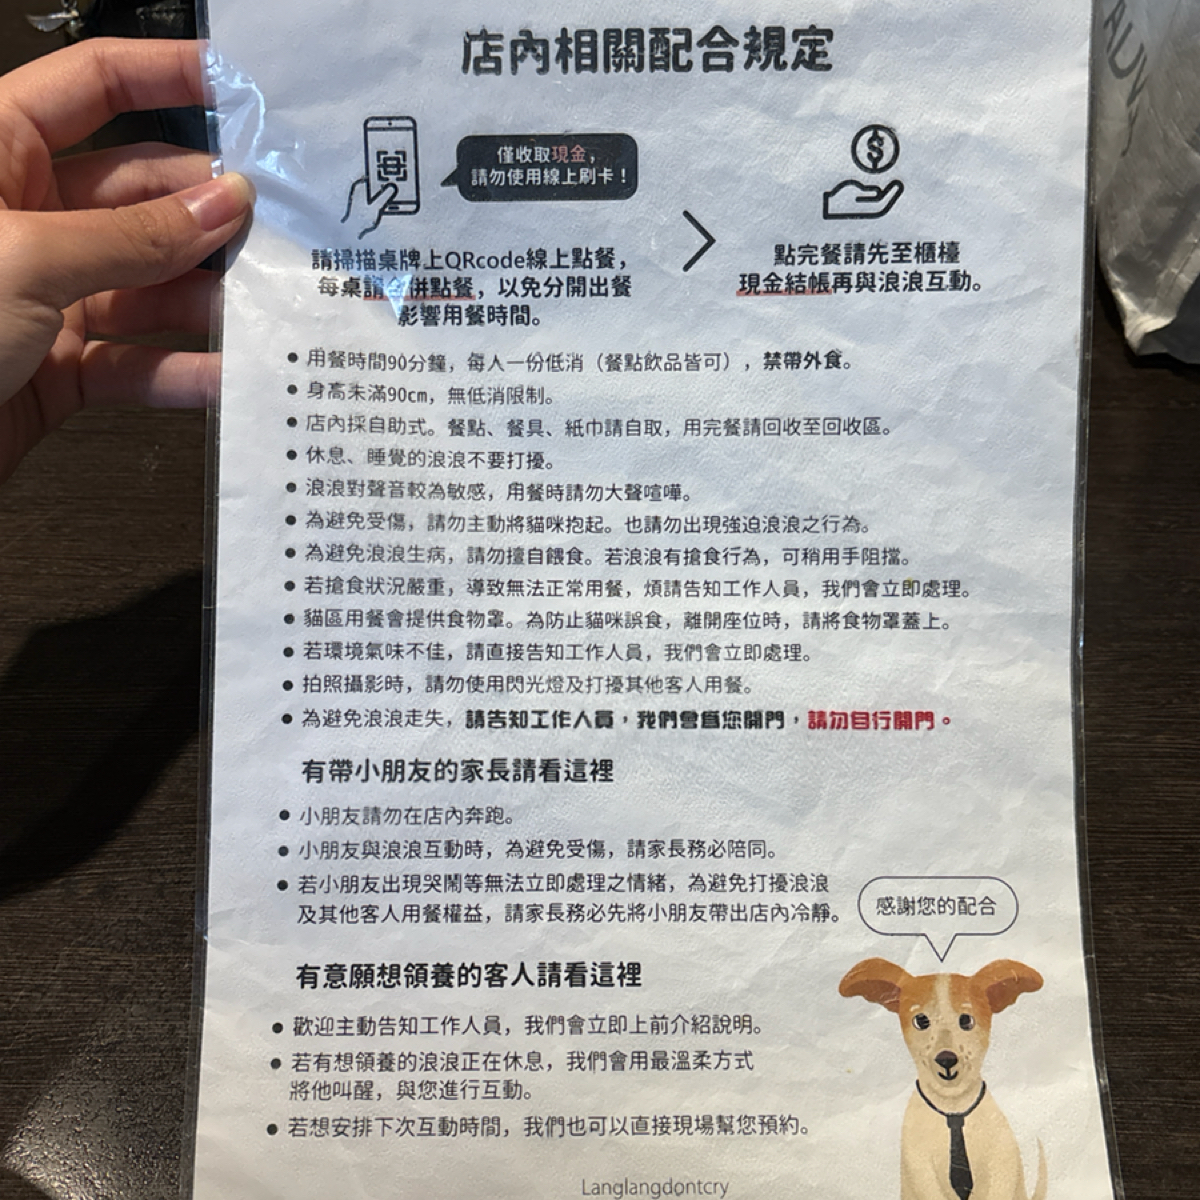 店內相關配合規定
僅收取現金，
請勿使用線上刷卡！
請掃描桌牌上QRcode線上點餐，
每桌請合併點餐，以免分開出餐
影響用餐時間。
點完餐請先至櫃檯
現金結帳再與浪浪互動。
用餐時間90分鐘，每人一份低消（餐點飲品皆可），禁帶外食。
身高未滿90cm，無低消限制。
店內採自助式。餐點、餐具、紙巾請自取，用完餐請回收至回收區。
休息、睡覺的浪浪不要打擾。
浪浪對聲音較為敏感，用餐時請勿大聲喧嘩。
為避免受傷，請勿主動將貓咪抱起。也請勿出現強迫浪浪之行為。
為避免浪浪生病，請勿擅自餵食。若浪浪有搶食行為，可稍用手阻擋。
若搶食狀況嚴重，導致無法正常用餐，煩請告知工作人員，我們會立即處理。
貓區用餐會提供食物罩。為防止貓咪誤食，離開座位時，請將食物罩蓋上。
若環境氣味不佳，請直接告知工作人員，我們會立即處理。
拍照攝影時，請勿使用閃光燈及打擾其他客人用餐。
為避免浪浪走失，請告知工作人員，我們會為您開門，請勿自行開門。
有帶小朋友的家長請看這裡
小朋友請勿在店內奔跑。
小朋友與浪浪互動時，為避免受傷，請家長務必陪同。
若小朋友出現哭鬧等無法立即處理之情緒，為避免打擾浪浪
及其他客人用餐權益，請家長務必先將小朋友帶出店內冷靜。
感謝您的配合
有意願想領養的客人請看這裡
歡迎主動告知工作人員，我們會立即上前介紹說明。
若有想領養的浪浪正在休息，我們會用最溫柔方式
將他叫醒，與您進行互動。
若想安排下次互動時間，我們也可以直接現場幫您預約。
Langlangdontcry